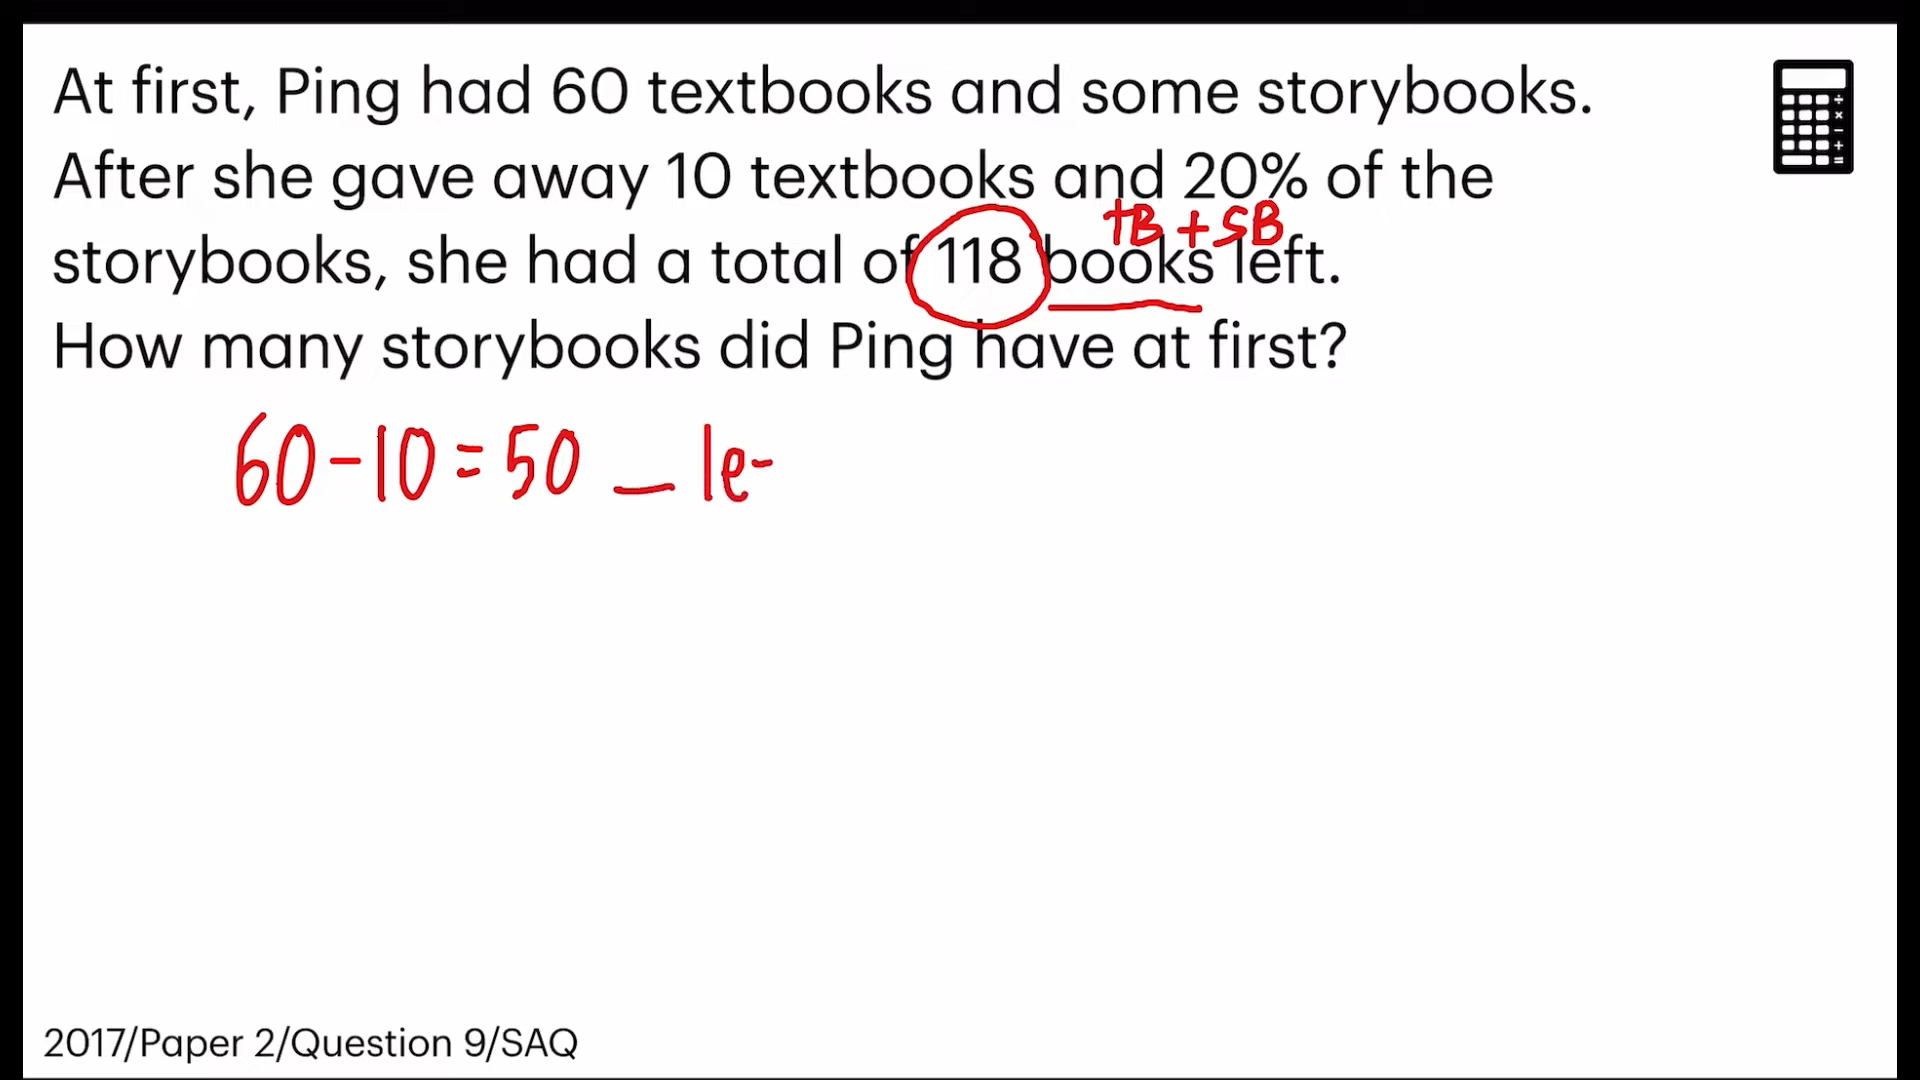 At first, Ping had 60 textbooks and some storybooks.
After she gave away 10 textbooks and 20% of the
TB + SB
storybooks, she had a total of 118 books left.
How many storybooks did Ping have at first?
60 - 10 = 50 _ le-
2017/Paper 2/Question 9/SAQ